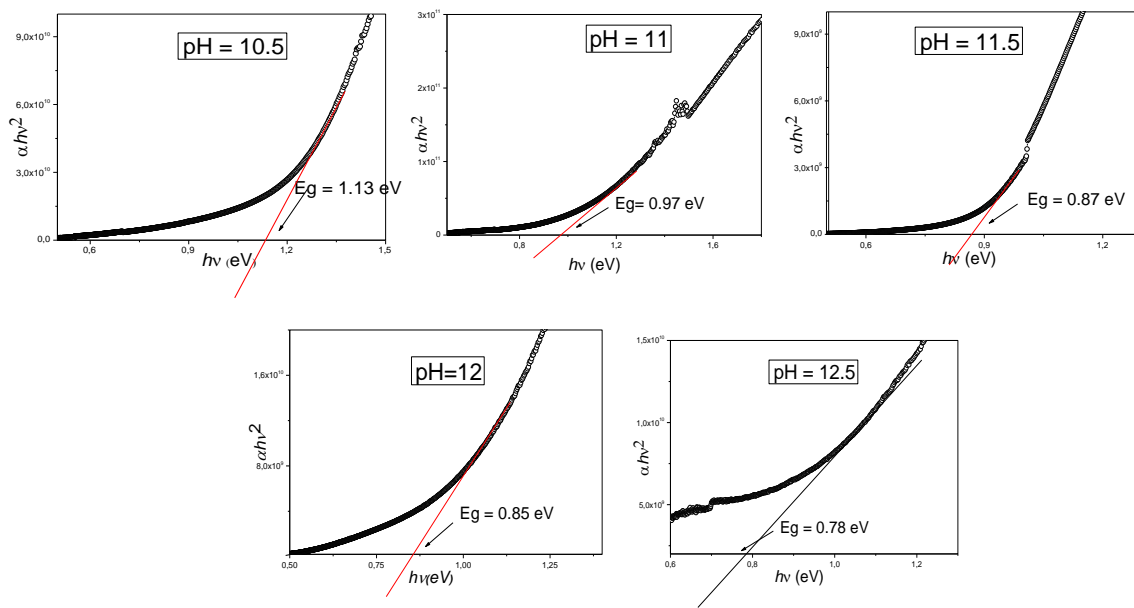 pH = 10.5
9,0x10¹⁰
6,0x10¹⁰
3,0x10¹⁰
0,0
0,6
0,9
1,2
1,5
αhν²
hν (eV)
Eg = 1.13 eV
pH = 11
3x10¹¹
2x10¹¹
1x10¹¹
0
0,8
1,2
1,6
αhν²
hν (eV)
Eg= 0.97 eV
pH = 11.5
9,0x10⁹
6,0x10⁹
3,0x10⁹
0,0
0,6
0,9
1,2
αhν²
hν (eV)
Eg = 0.87 eV
pH=12
1,6x10¹⁰
8,0x10⁹
0,0
0,50
0,75
1,00
1,25
αhν²
hν(eV)
Eg = 0.85 eV
pH = 12.5
1,5x10¹⁰
1,0x10¹⁰
5,0x10⁹
0,6
0,8
1,0
1,2
αhν²
hν (eV)
Eg = 0.78 eV